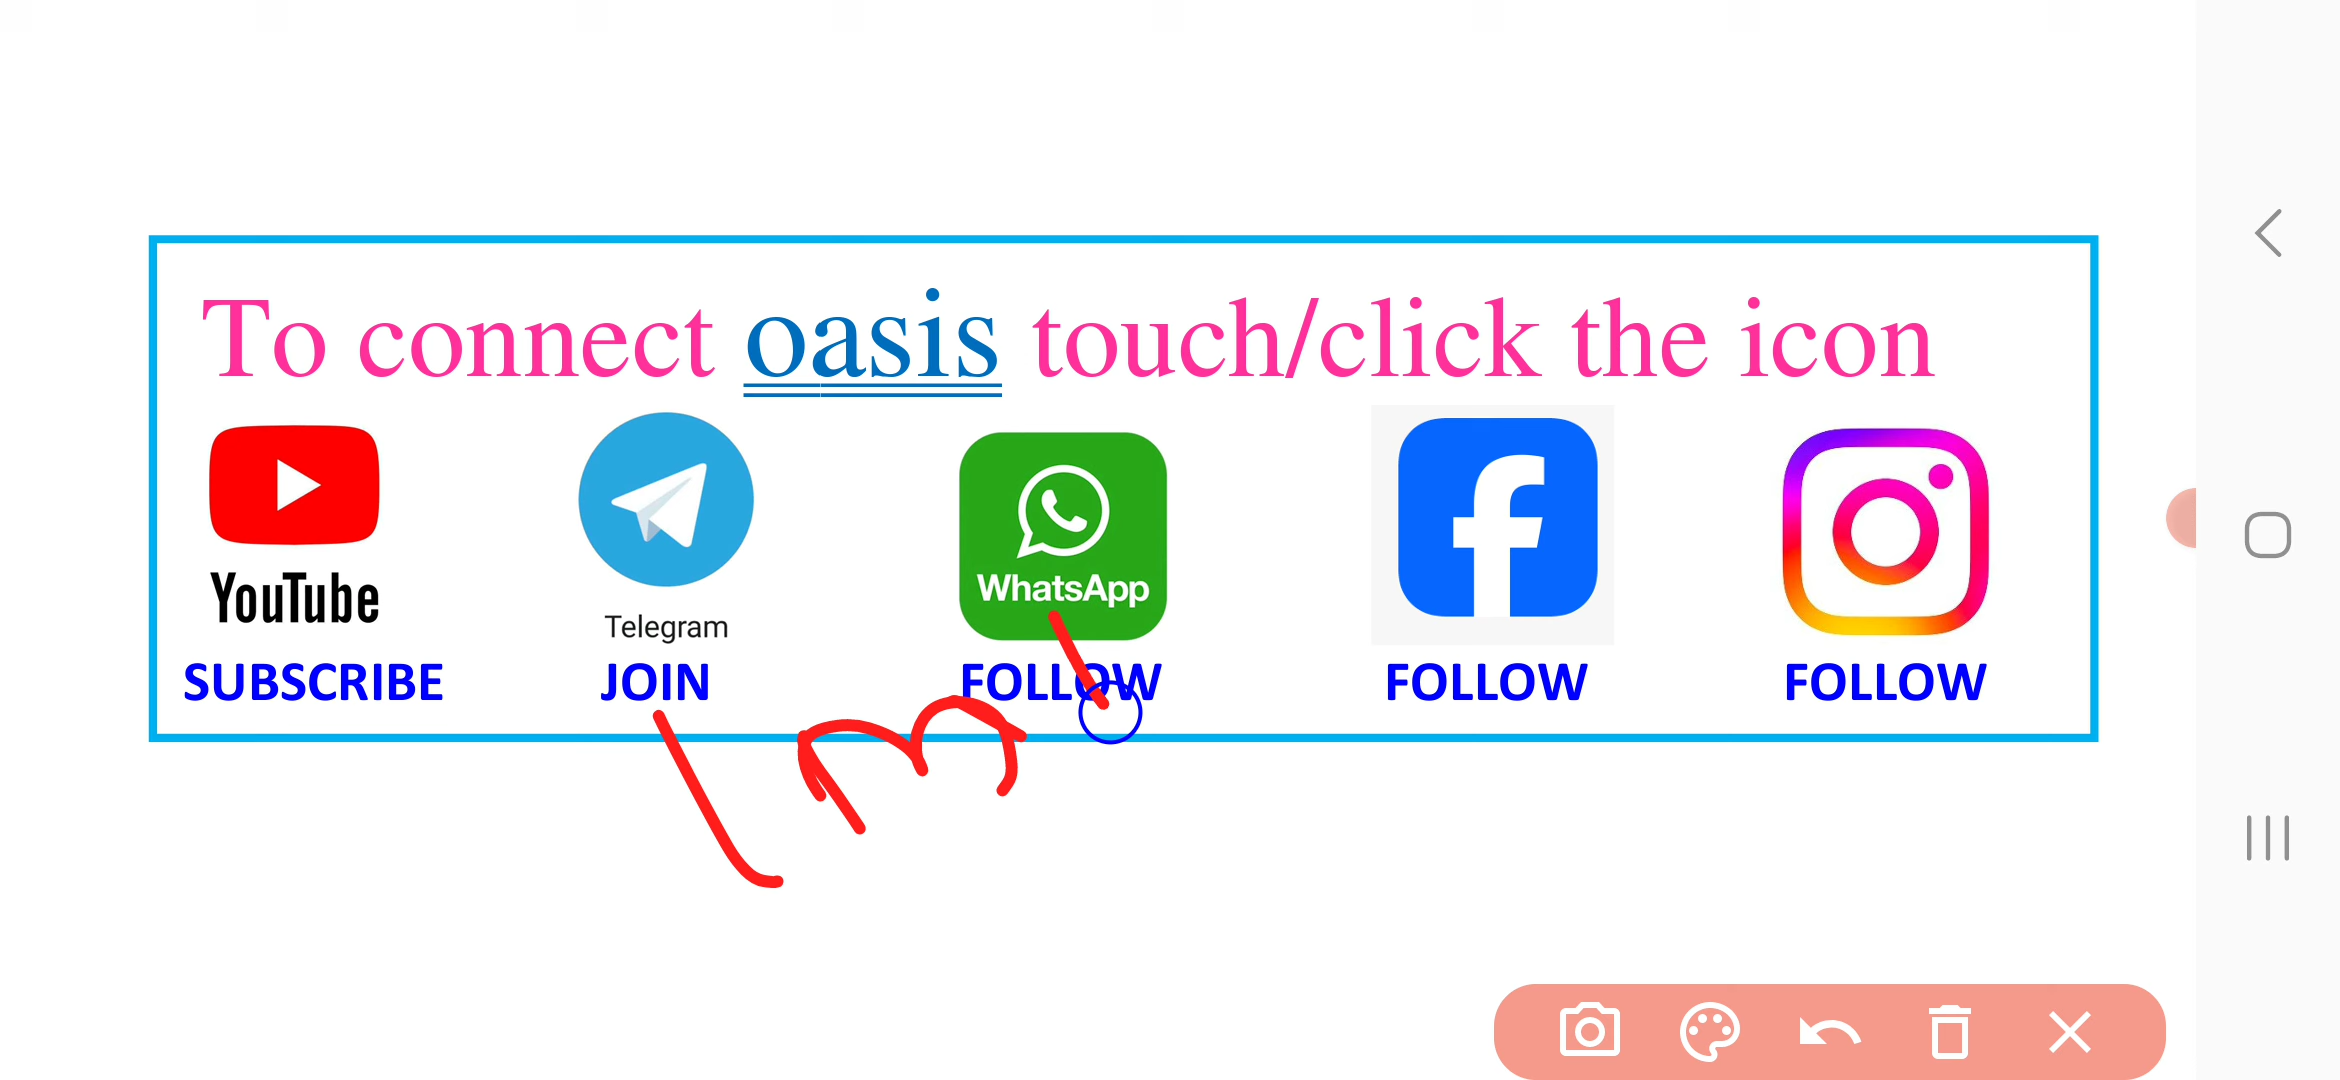 To connect oasis touch/click the icon
YouTube Telegram WhatsApp
SUBSCRIBE JOIN FOLLOW FOLLOW FOLLOW